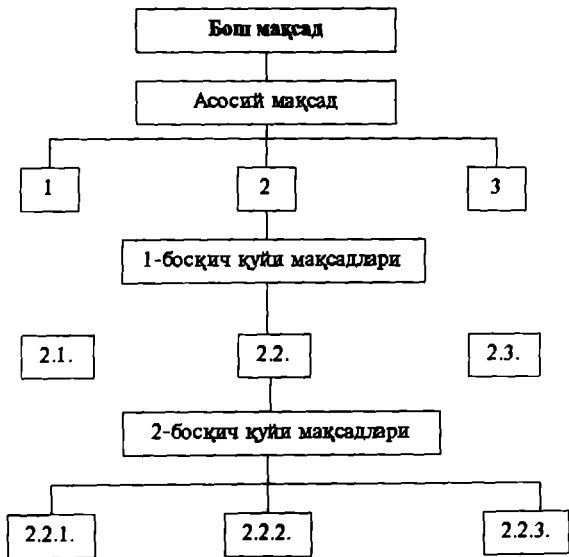 Бош мақсад
Асосий мақсад
1 2 3
1-босқич қуйи мақсадлари
2.1. 2.2. 2.3.
2-босқич қуйи мақсадлари
2.2.1. 2.2.2. 2.2.3.